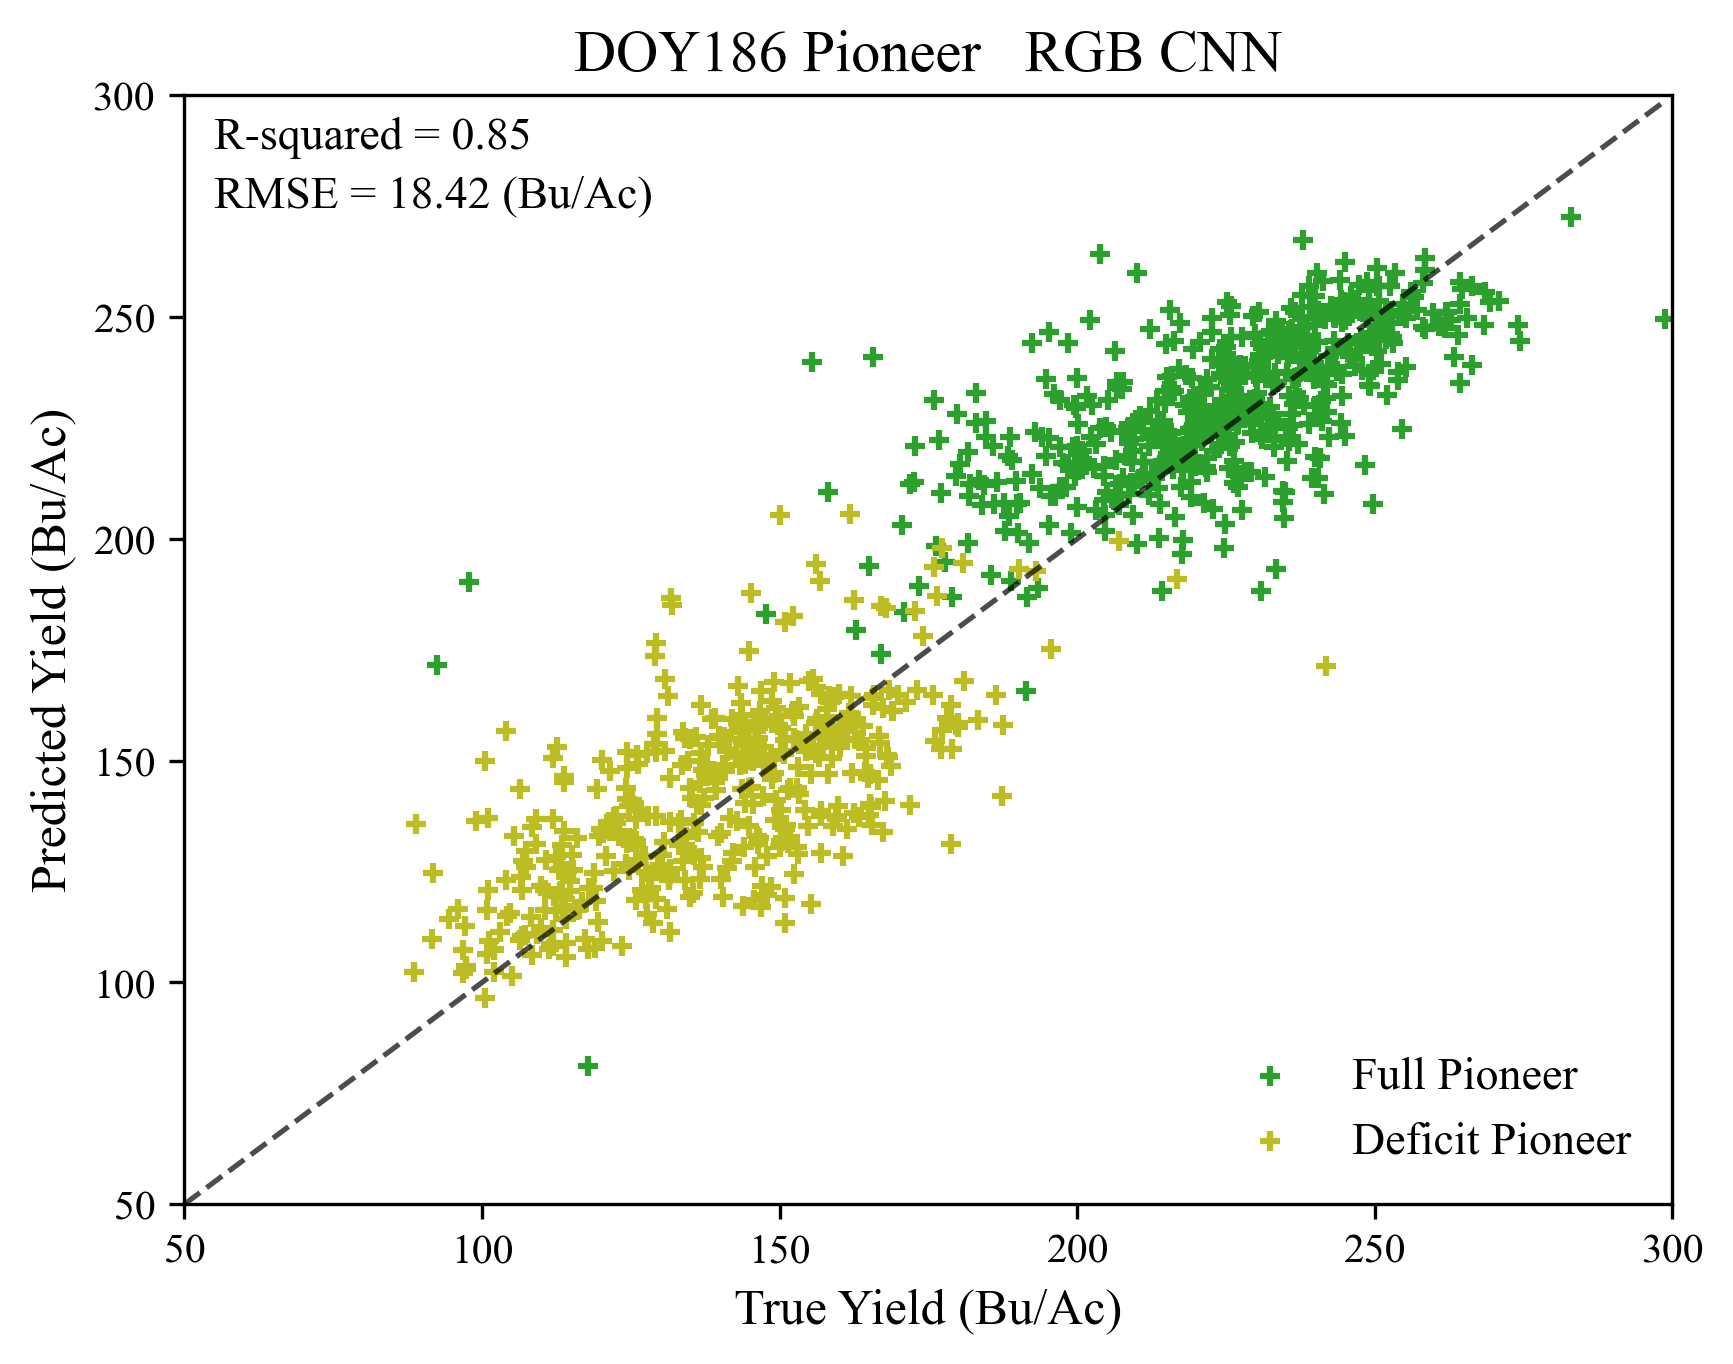 DOY186 Pioneer   RGB CNN
R-squared = 0.85
RMSE = 18.42 (Bu/Ac)
Predicted Yield (Bu/Ac)
300
250
200
150
100
50
Full Pioneer
Deficit Pioneer
50 100 150 200 250 300
True Yield (Bu/Ac)